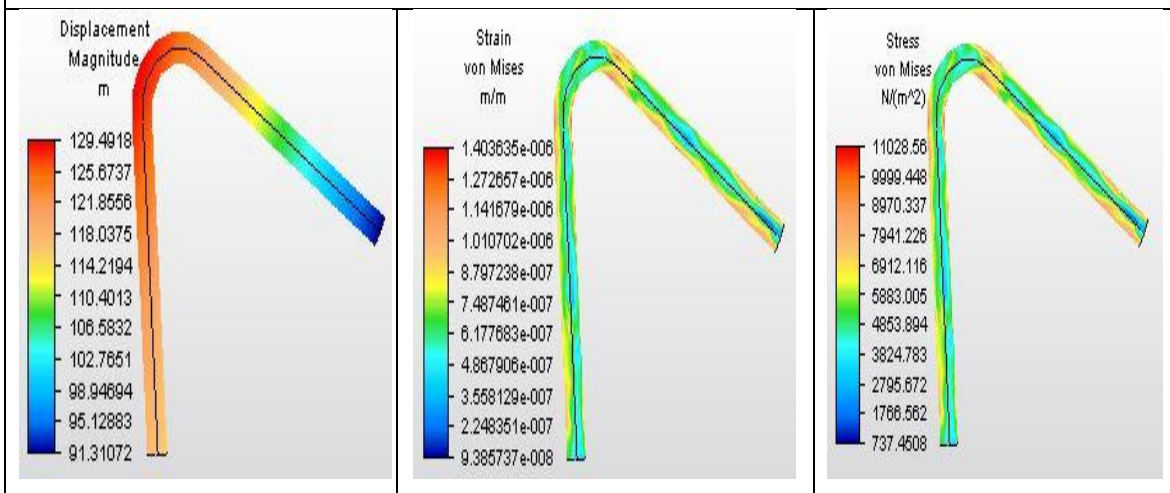 Displacement
Magnitude
m
129.4918
125.6737
121.8556
118.0375
114.2194
110.4013
106.5832
102.7651
98.94694
95.12883
91.31072
Strain
von Mises
m/m
1.403635e-006
1.272657e-006
1.141679e-006
1.010702e-006
8.797238e-007
7.487461e-007
6.177683e-007
4.867906e-007
3.558129e-007
2.248351e-007
9.385737e-008
Stress
von Mises
N/(m^2)
11028.56
9999.448
8970.337
7941.226
6912.116
5883.005
4853.894
3824.783
2795.672
1766.562
737.4508